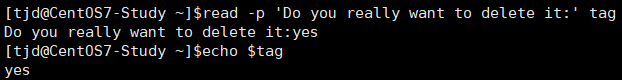 [tjd@CentOS7-Study ~]$read -p 'Do you really want to delete it:' tag
Do you really want to delete it:yes
[tjd@CentOS7-Study ~]$echo $tag
yes